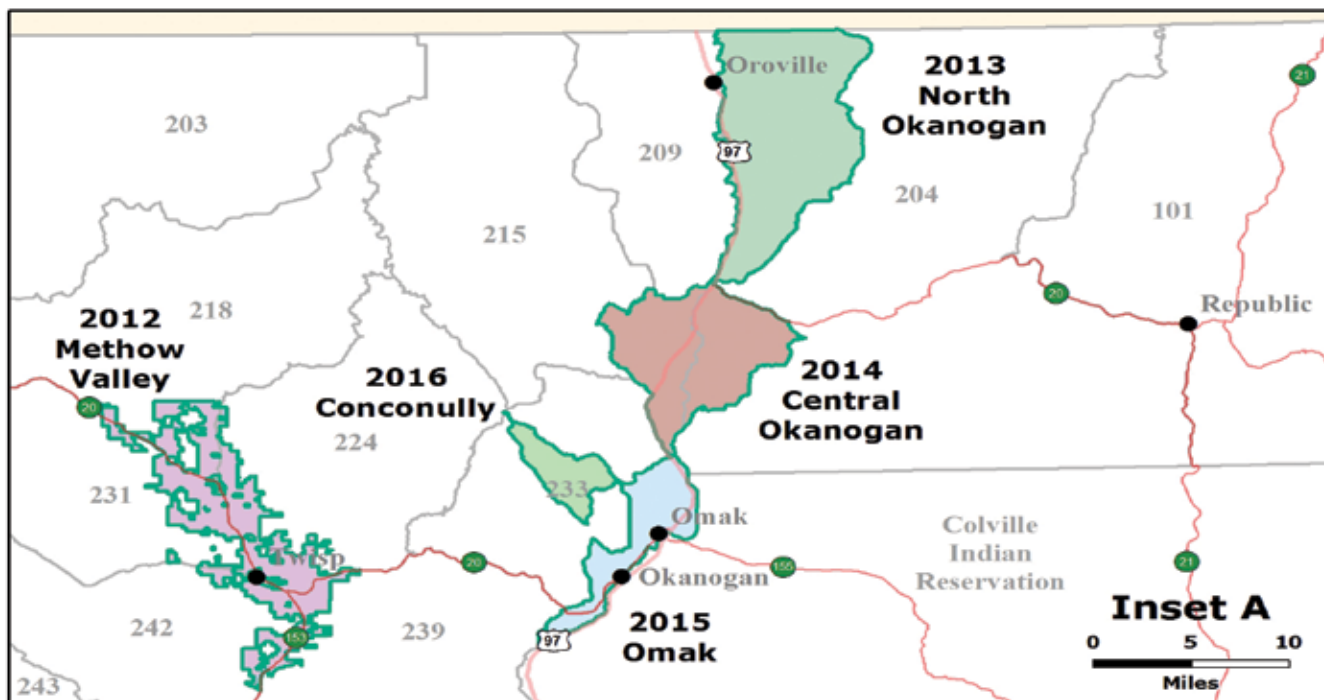 Oroville
2013
North
Okanogan
21
203
209
97
204
101
215
20
Republic
218
2012
Methow
Valley
2016
Conconully
2014
Central
Okanogan
20
224
231
233
Omak
Colville
Indian
Reservation
Twisp
20
Okanogan
155
21
Inset A
242
153
239
97
2015
Omak
0 5 10
Miles
243